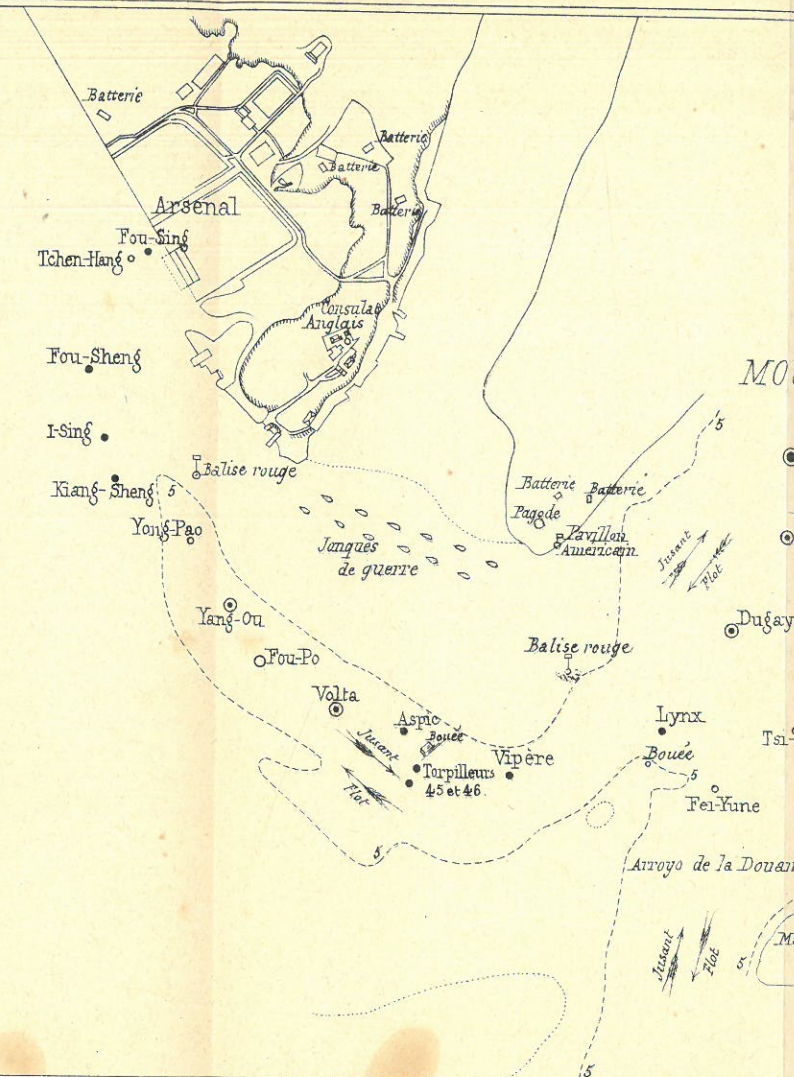 Batterie
Batterie
Batterie
Batterie
Arsenal
Fou-Sing
Tchen-Hang
Consulat
Anglais
Fou-Sheng
I-Sing
Balise rouge
Kiang-Sheng
5
Yong-Pao
Jonques
de guerre
5
Batterie
Batterie
Pagode
Pavillon
Américain
Jusant
Flot
Yang-Ou
Fou-Po
Balise rouge
Volta
Aspic
Bouée
Jusant
Flot
Torpilleurs
45 et 46.
Vipère
Lynx
Bouée
5
Fei-Yune
5
Arroyo de la Douan
Jusant
Flot
5
5